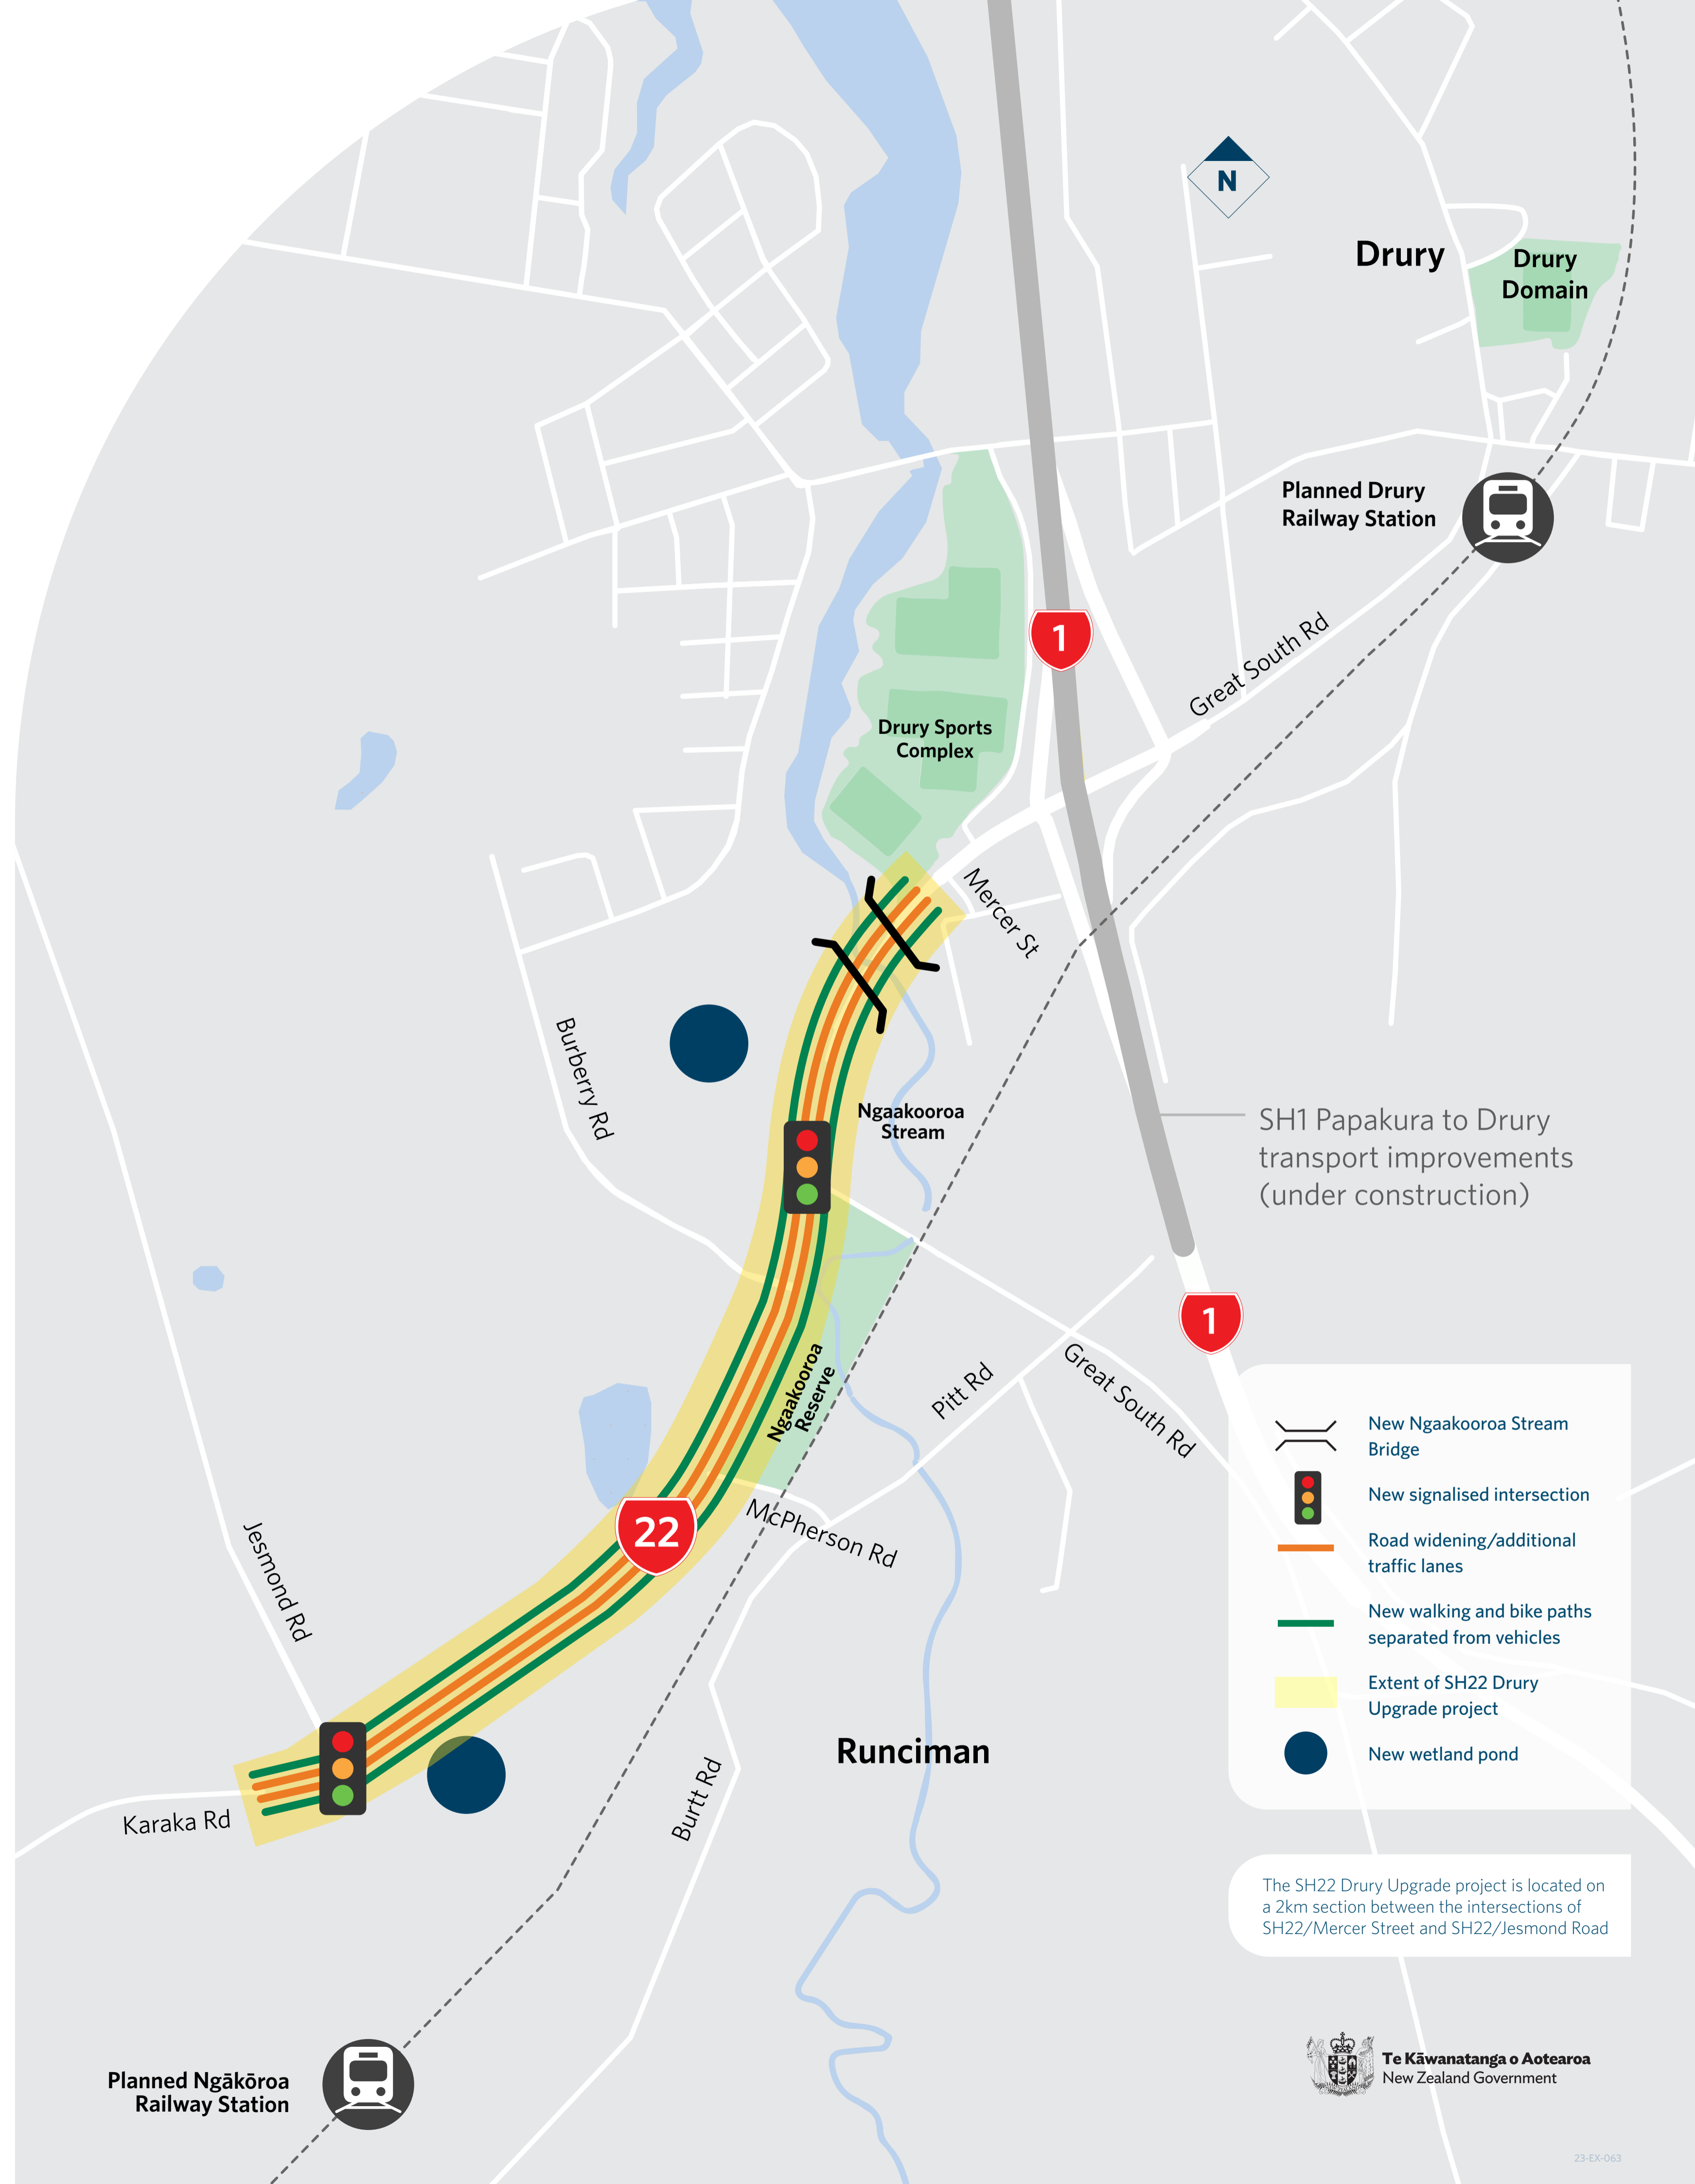 N
Drury
Drury
Domain
Planned Drury
Railway Station
1
Great South Rd
Drury Sports
Complex
Mercer St
Burberry Rd
Ngaakooroa
Stream
SH1 Papakura to Drury
transport improvements
(under construction)
1
Great South Rd
Pitt Rd
Ngaakooroa
Reserve
McPherson Rd
22
Jesmond Rd
Karaka Rd
Burtt Rd
Runciman
New Ngaakooroa Stream
Bridge
New signalised intersection
Road widening/additional
traffic lanes
New walking and bike paths
separated from vehicles
Extent of SH22 Drury
Upgrade project
New wetland pond
The SH22 Drury Upgrade project is located on
a 2km section between the intersections of
SH22/Mercer Street and SH22/Jesmond Road
Planned Ngākōroa
Railway Station
Te Kāwanatanga o Aotearoa
New Zealand Government
23-EX-063